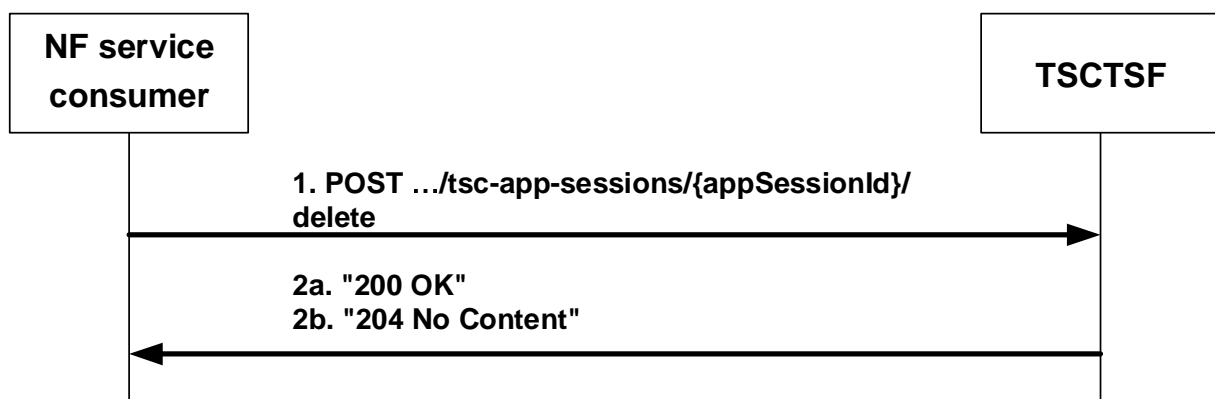 NF service
consumer
TSCTSF
1. POST …/tsc-app-sessions/{appSessionId}/
delete
2a. "200 OK"
2b. "204 No Content"